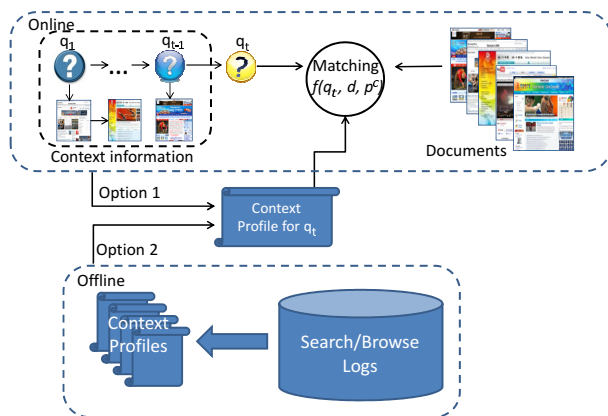 Online
q1
...
qt-1
qt
?
?
?
Matching
f(qt, d, pᶜ)
Context information
Documents
Option 1
Context
Profile for qt
Option 2
Offline
Context
Profiles
Search/Browse
Logs